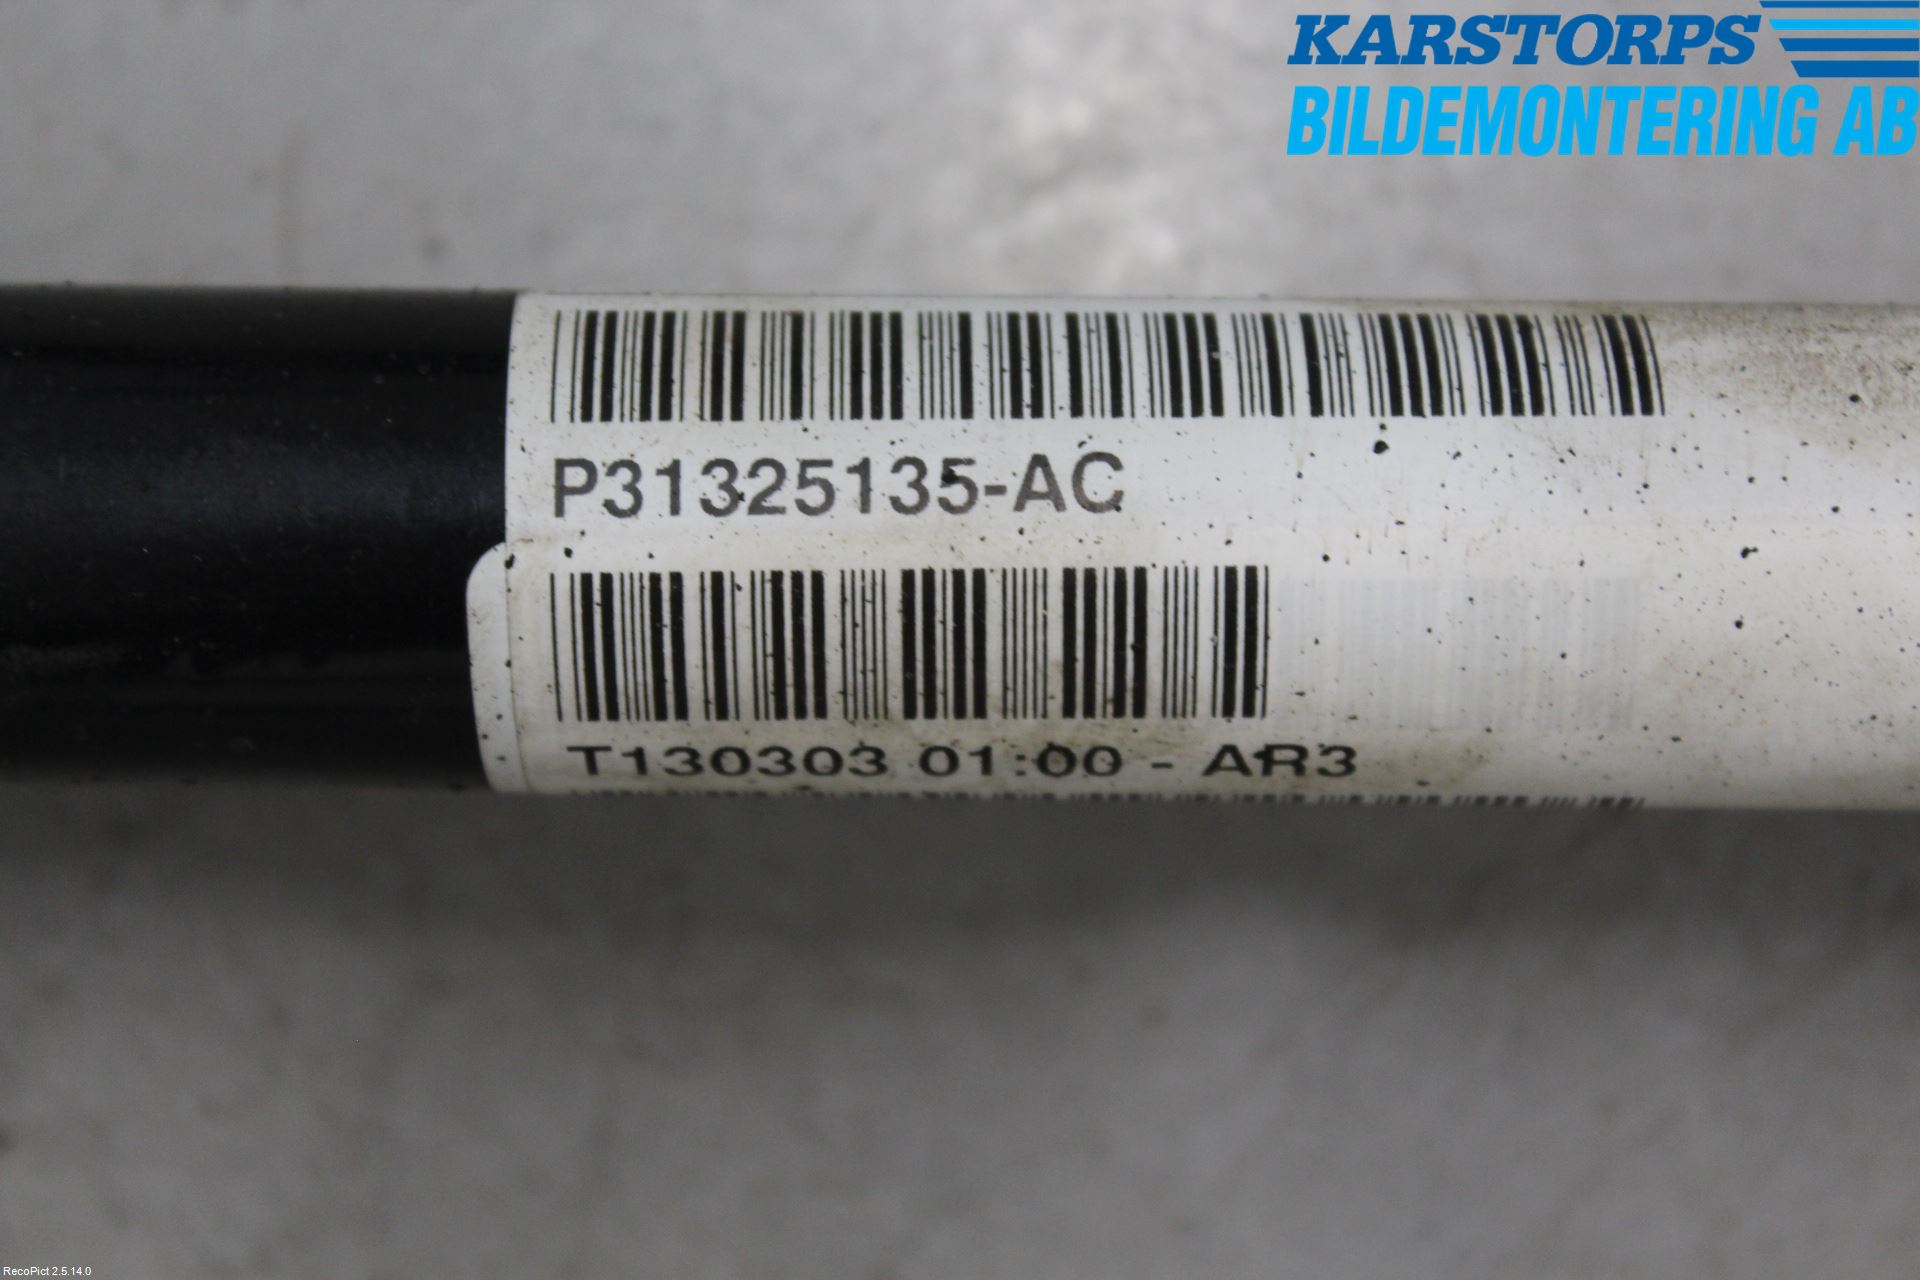 KARSTORPS
BILDEMONTERING AB
P31325135-AC
T130303 01:00 - AR3
RecoPict 2.5.14.0